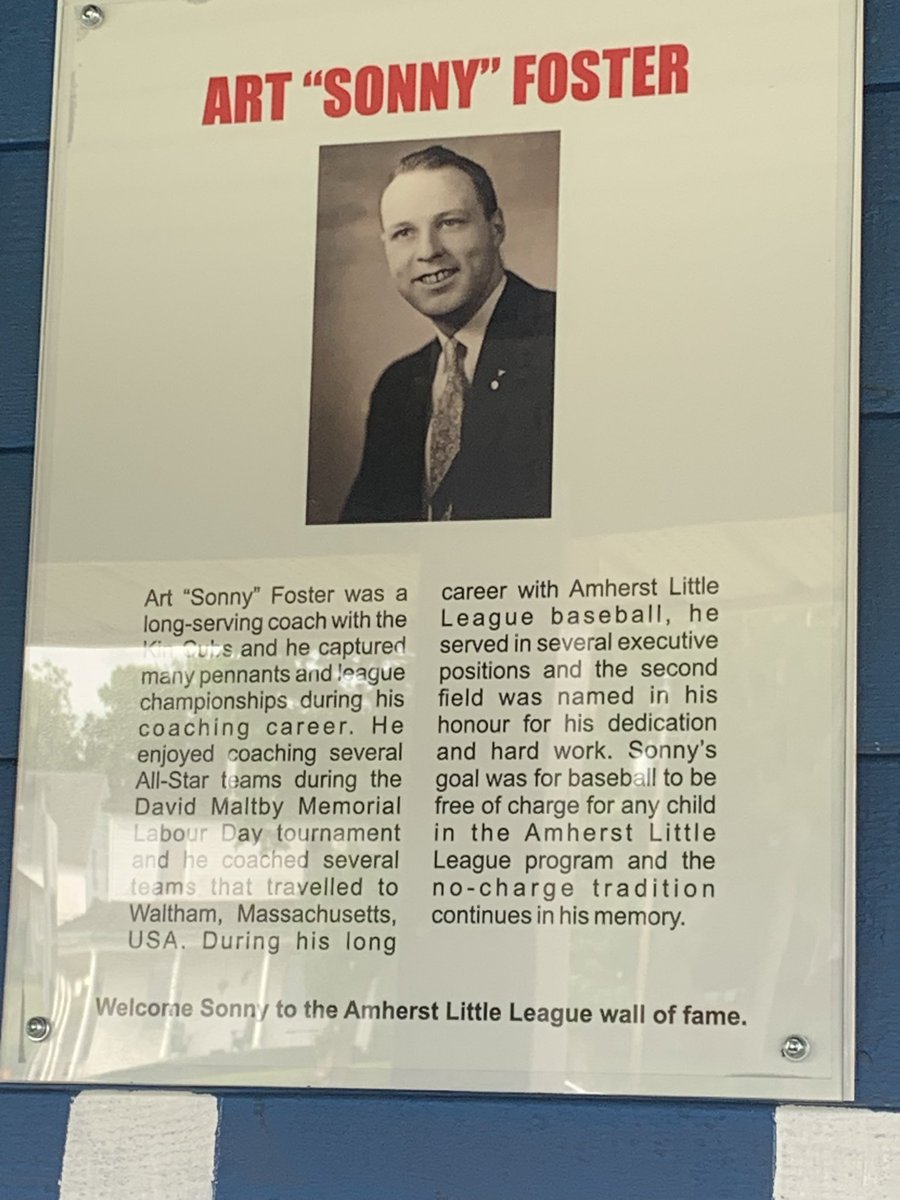 ART “SONNY” FOSTER
Art “Sonny” Foster was a
long-serving coach with the
Kin Cubs and he captured
many pennants and league
championships during his
coaching career. He
enjoyed coaching several
All-Star teams during the
David Maltby Memorial
Labour Day tournament
and he coached several
teams that travelled to
Waltham, Massachusetts,
USA. During his long
career with Amherst Little
League baseball, he
served in several executive
positions and the second
field was named in his
honour for his dedication
and hard work. Sonny’s
goal was for baseball to be
free of charge for any child
in the Amherst Little
League program and the
no-charge tradition
continues in his memory.
Welcome Sonny to the Amherst Little League wall of fame.